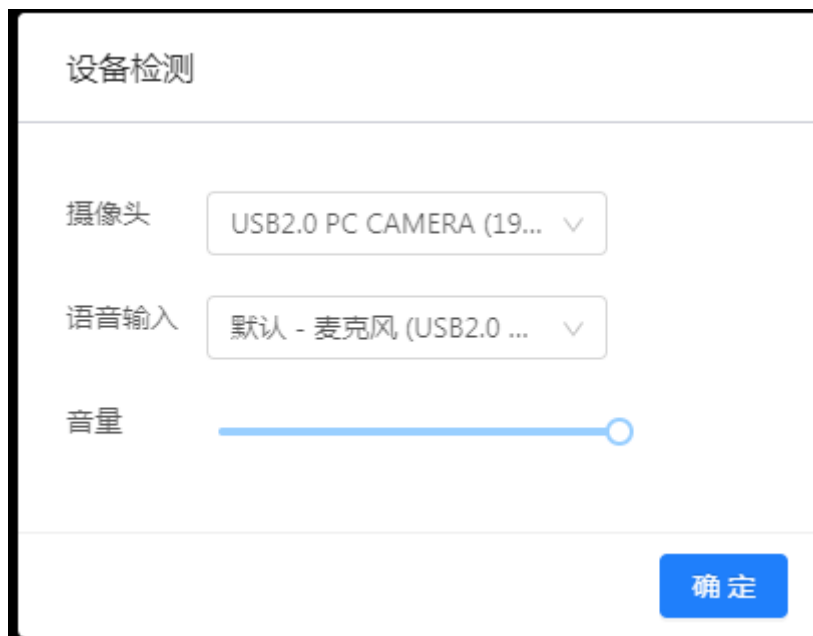 设备检测
摄像头
USB2.0 PC CAMERA (19...
语音输入
默认 - 麦克风 (USB2.0 ...
音量
确 定